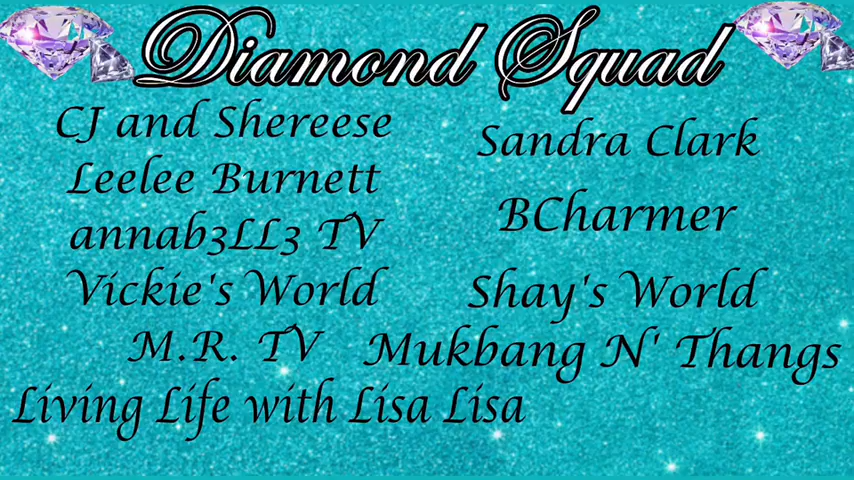 Diamond Squad
CJ and Shereese
Leelee Burnett
annab3LL3 TV
Vickie's World
M.R. TV
Living Life with Lisa Lisa
Sandra Clark
BCharmer
Shay's World
Mukbang N' Thangs